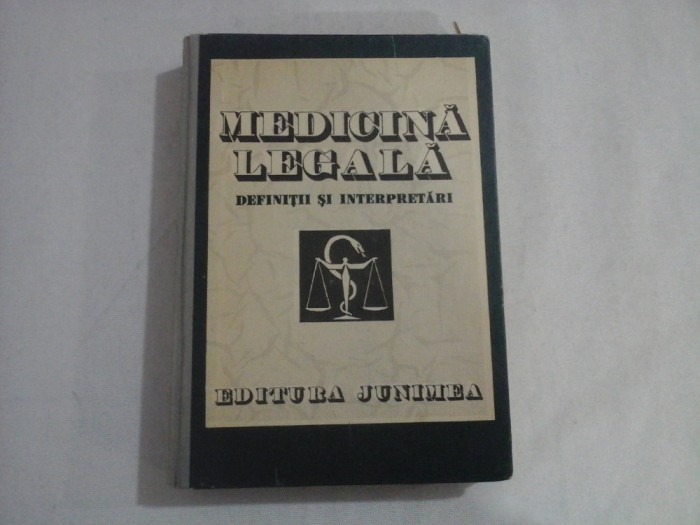 MEDICINĂ
LEGALĂ
DEFINIȚII ȘI INTERPRETĂRI
EDITURA JUNIMEA